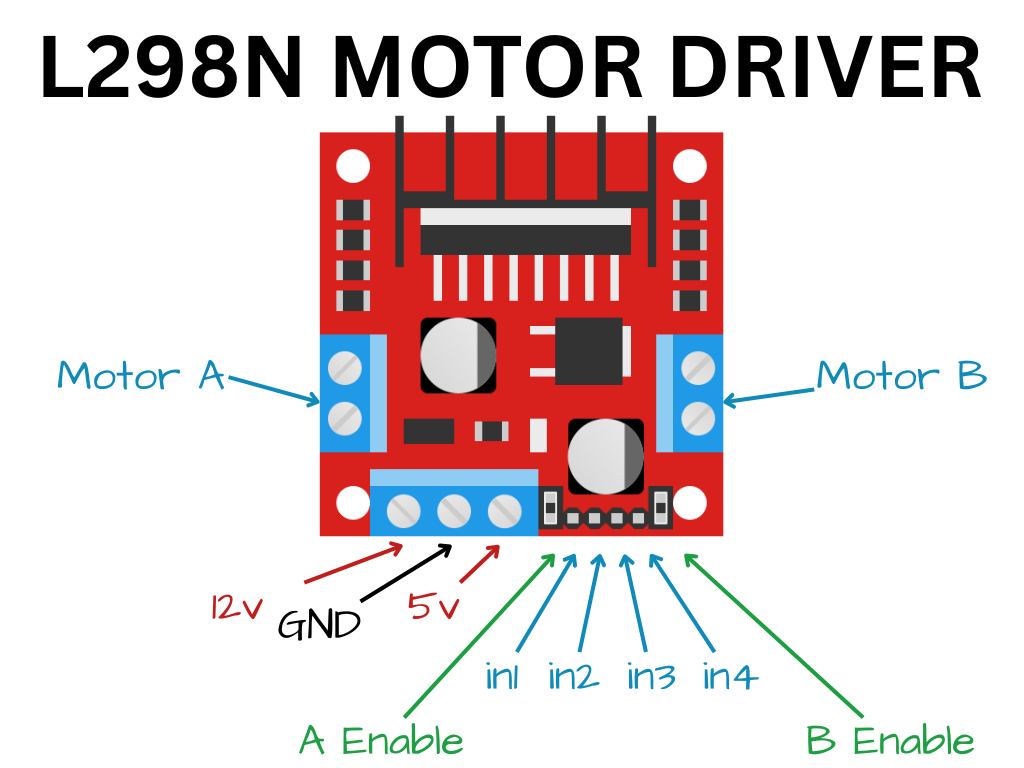 L298N MOTOR DRIVER
Motor A
Motor B
12v
GND
5v
in1
in2
in3
in4
A Enable
B Enable